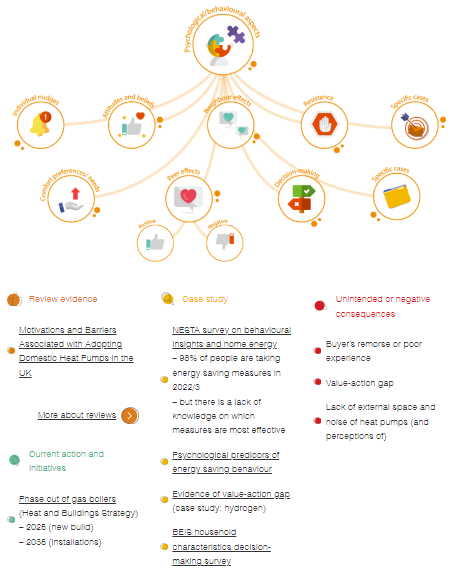 Psychological/behavioural aspects
Individual nudges
Attitudes and beliefs
Neighbour effects
Resistance
Specific cases
1
Comfort preferences/ needs
Peer effects
Decision-making
Specific cases
Positive
Negative
Review evidence
Motivations and Barriers
Associated with Adopting
Domestic Heat Pumps in the
UK
More about reviews
Current action and
initiatives
Phase out of gas boilers
(Heat and Buildings Strategy)
– 2025 (new build)
– 2035 (installations)
Case study
NESTA survey on behavioural
insights and home energy
– 98% of people are taking
energy saving measures in
2022/3
– but there is a lack of
knowledge on which
measures are most effective
Psychological predicors of
energy saving behaviour
Evidence of value-action gap
(case study: hydrogen)
BEIS household
characteristics decision-
making survey
Unintended or negative
consequences
Buyer's remorse or poor
experience
Value-action gap
Lack of external space and
noise of heat pumps (and
perceptions of)